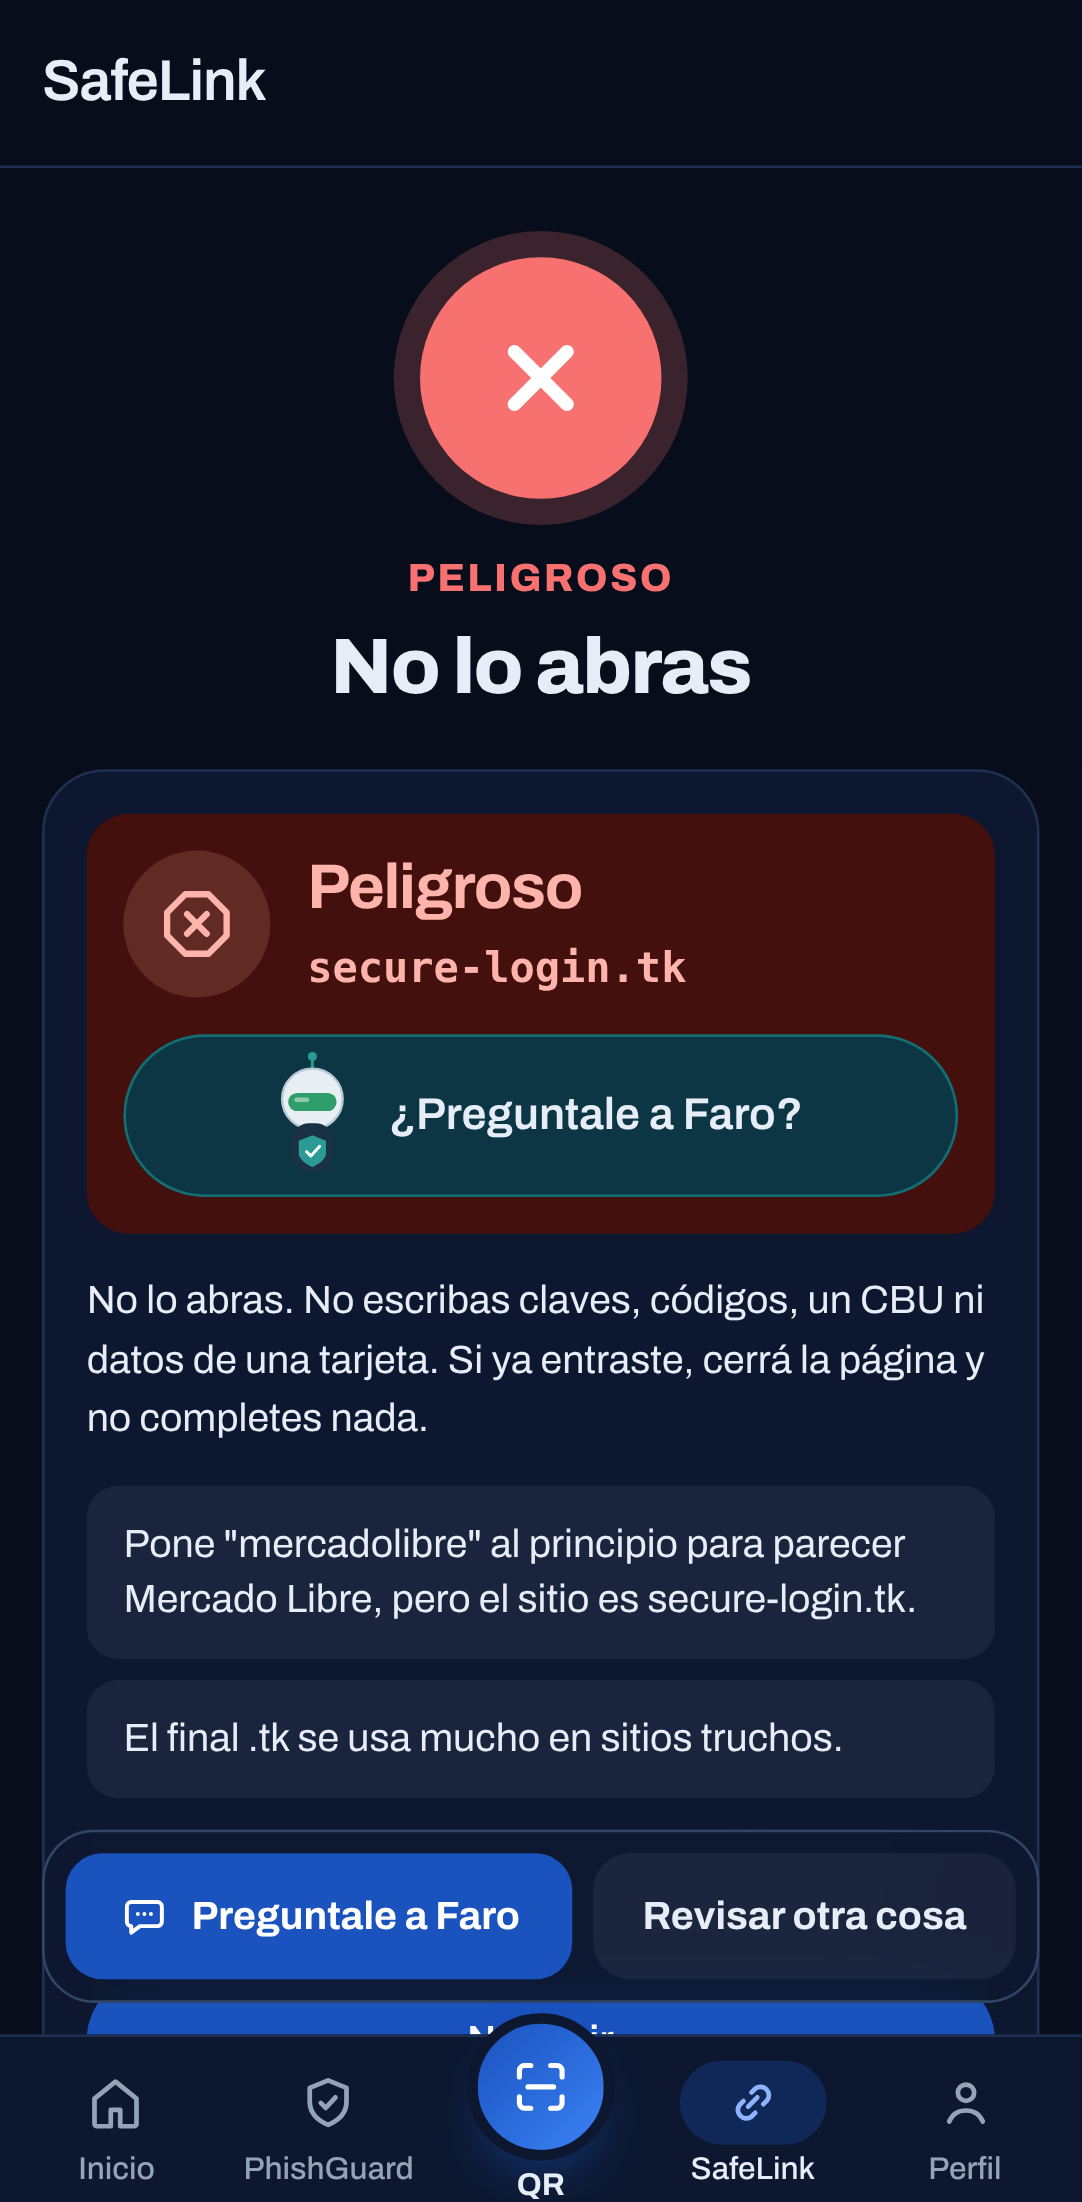 SafeLink
PELIGROSO
No lo abras
Peligroso
secure-login.tk
¿Preguntale a Faro?
No lo abras. No escribas claves, códigos, un CBU ni
datos de una tarjeta. Si ya entraste, cerrá la página y
no completes nada.
Pone "mercadolibre" al principio para parecer
Mercado Libre, pero el sitio es secure-login.tk.
El final .tk se usa mucho en sitios truchos.
Preguntale a Faro
Revisar otra cosa
Inicio
PhishGuard
QR
SafeLink
Perfil